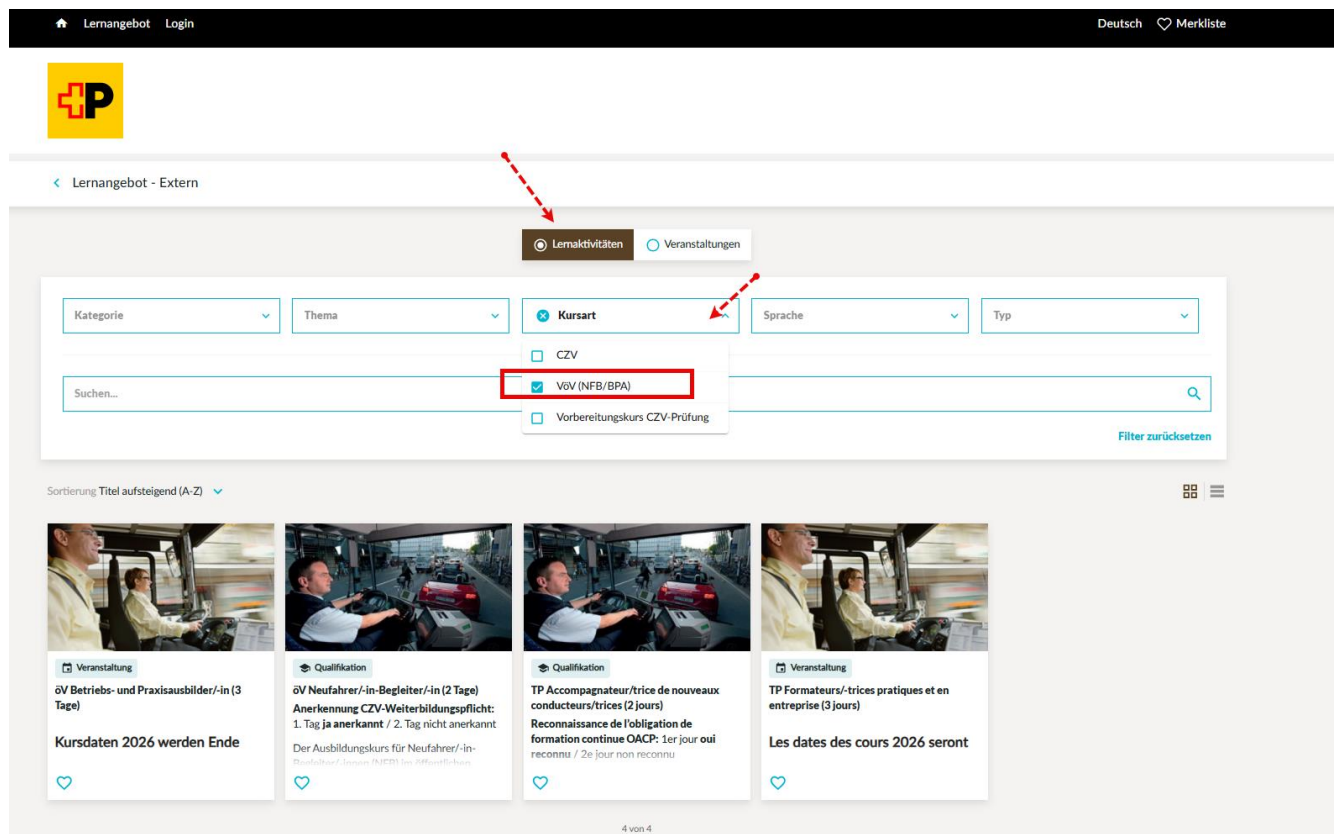 Lernangebot Login Deutsch Merkliste
P
Lernangebot - Extern
Lernaktivitäten Veranstaltungen
Kategorie Thema Kursart Sprache Typ
CZV
VöV (NFB/BPA)
Vorbereitungskurs CZV-Prüfung
Suchen...
Filter zurücksetzen
Sortierung Titel aufsteigend (A-Z)
Veranstaltung
öV Betriebs- und Praxisausbilder/-in (3
Tage)
Kursdaten 2026 werden Ende
Qualifikation
öV Neufahrer/-in-Begleiter/-in (2 Tage)
Anerkennung CZV-Weiterbildungspflicht:
1. Tag ja anerkannt / 2. Tag nicht anerkannt
Der Ausbildungskurs für Neufahrer/-in-
Begleiter/-innen (NFB) im öffentlichen
Qualifikation
TP Accompagnateur/trice de nouveaux
conducteurs/trices (2 jours)
Reconnaissance de l'obligation de
formation continue OACP: 1er jour oui
reconnu / 2e jour non reconnu
Veranstaltung
TP Formateurs/-trices pratiques et en
entreprise (3 jours)
Les dates des cours 2026 seront
4 von 4